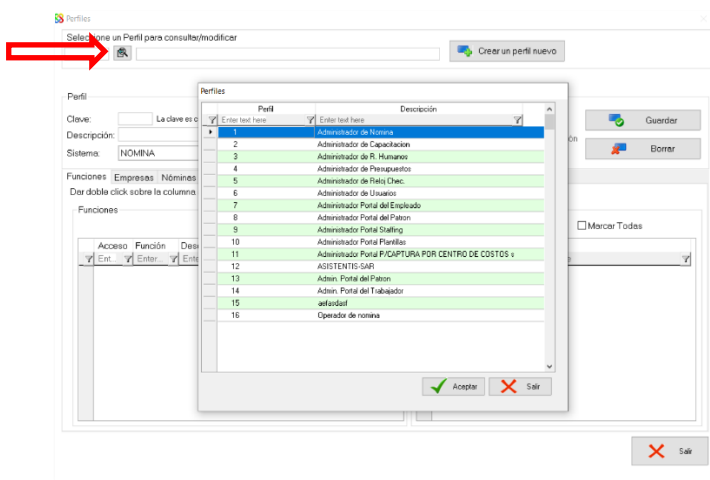 Perfiles
Seleccione un Perfil para consultar/modificar
Crear un perfil nuevo
Perfil
Clave:
La clave es c
Descripción:
Sistema:
NOMINA
ón
Guardar
Borrar
Funciones Empresas Nóminas
Dar doble click sobre la columna
Funciones
Marcar Todas
Acceso Función Des
Ent... Enter... Ente
Perfiles
Perfil Descripción
Enter text here Enter text here
1 Administrador de Nomina
2 Administrador de Capacitacion
3 Administrador de R. Humanos
4 Administrador de Presupuestos
5 Administrador de Reloj Chec.
6 Administrador de Usuarios
7 Administrador Portal del Empleado
8 Administrador Portal del Patron
9 Administrador Portal Staffing
10 Administrador Portal Plantillas
11 Administrador Portal P/CAPTURA POR CENTRO DE COSTOS s
12 ASISTENTIS-SAR
13 Admin. Portal del Patron
14 Admin. Portal del Trabajador
15 aefasdasf
16 Operador de nomina
Aceptar Salir
Salir